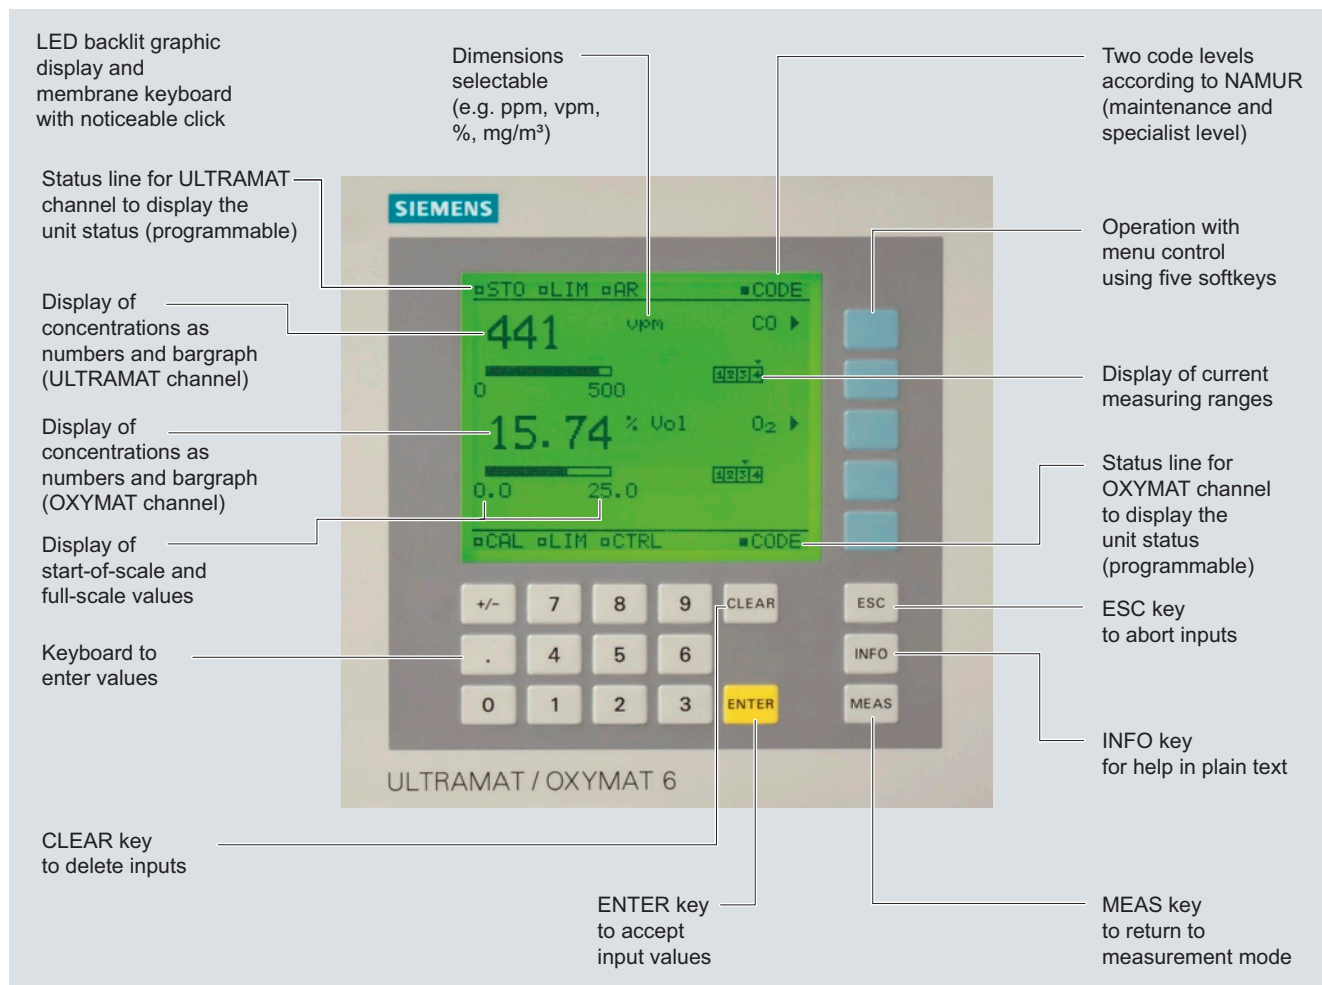 LED backlit graphic
display and
membrane keyboard
with noticeable click
Dimensions
selectable
(e.g. ppm, vpm,
%, mg/m³)
Two code levels
according to NAMUR
(maintenance and
specialist level)
Status line for ULTRAMAT
channel to display the
unit status (programmable)
Display of
concentrations as
numbers and bargraph
(ULTRAMAT channel)
Display of
concentrations as
numbers and bargraph
(OXYMAT channel)
Display of
start-of-scale and
full-scale values
Keyboard to
enter values
CLEAR key
to delete inputs
SIEMENS
STO LIM AR CODE
441 vpm CO
0 500
1 2 3 4
15.74 % Vol O₂
0.0 25.0
1 2 3 4
CAL LIM CTRL CODE
+/- 7 8 9 CLEAR ESC
. 4 5 6 INFO
0 1 2 3 ENTER MEAS
ULTRAMAT / OXYMAT 6
Operation with
menu control
using five softkeys
Display of current
measuring ranges
Status line for
OXYMAT channel
to display the
unit status
(programmable)
ESC key
to abort inputs
INFO key
for help in plain text
ENTER key
to accept
input values
MEAS key
to return to
measurement mode